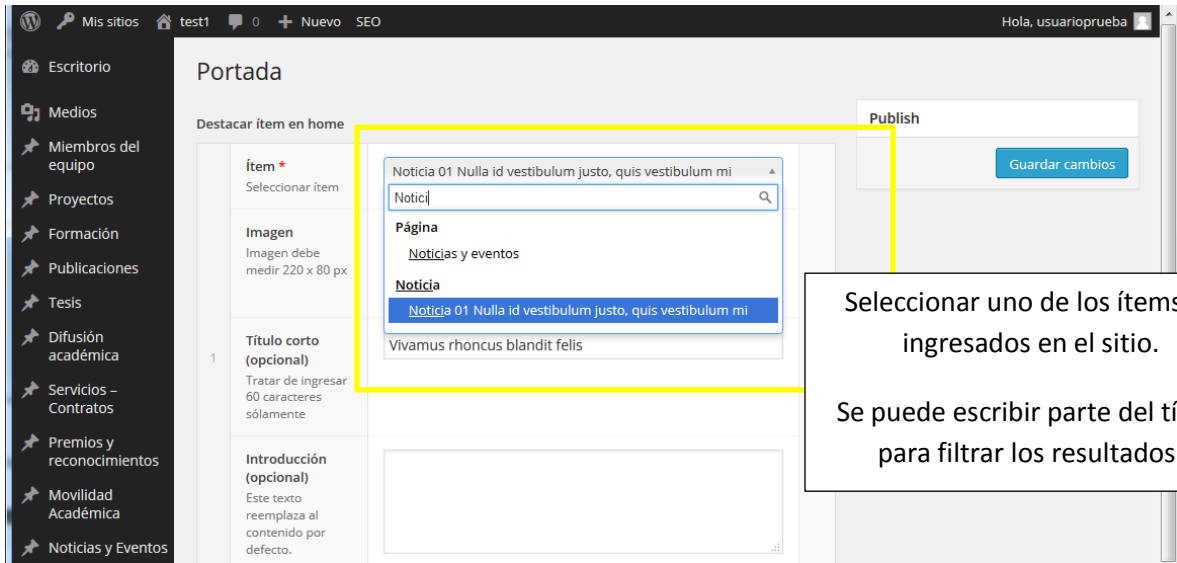 Mis sitios test1 0 + Nuevo SEO Hola, usuarioprueba
Escritorio
Medios
Miembros del
equipo
Proyectos
Formación
Publicaciones
Tesis
Difusión
académica
Servicios –
Contratos
Premios y
reconocimientos
Movilidad
Académica
Noticias y Eventos
Portada
Destacar ítem en home
Ítem *
Seleccionar ítem
Noticia 01 Nulla id vestibulum justo, quis vestibulum mi
Notici
Página
Noticias y eventos
Noticia
Noticia 01 Nulla id vestibulum justo, quis vestibulum mi
Imagen
Imagen debe
medir 220 x 80 px
1
Título corto
(opcional)
Tratar de ingresar
60 caracteres
sólamente
Vivamus rhoncus blandit felis
Introducción
(opcional)
Este texto
reemplaza al
contenido por
defecto.
Publish
Guardar cambios
Seleccionar uno de los ítems
ingresados en el sitio.
Se puede escribir parte del
para filtrar los resultados